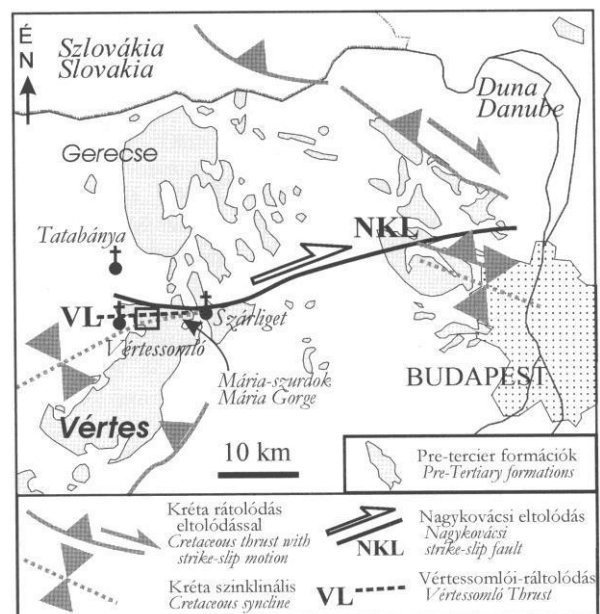 É
N
Szlovákia
Slovakia
Duna
Danube
Gerecse
Tatabánya
NKL
VL
Szárliget
Vértessomló
Mária-szurdok
Mária Gorge
BUDAPEST
Vértes
10 km
Pre-tercier formációk
Pre-Tertiary formations
Kréta rátolódás
eltolódással
Cretaceous thrust with
strike-slip motion
Kréta szinklinális
Cretaceous syncline
NKL
Nagykovácsi eltolódás
Nagykovácsi
strike-slip fault
VL
Vértessomlói-ráltolódás
Vértessomló Thrust